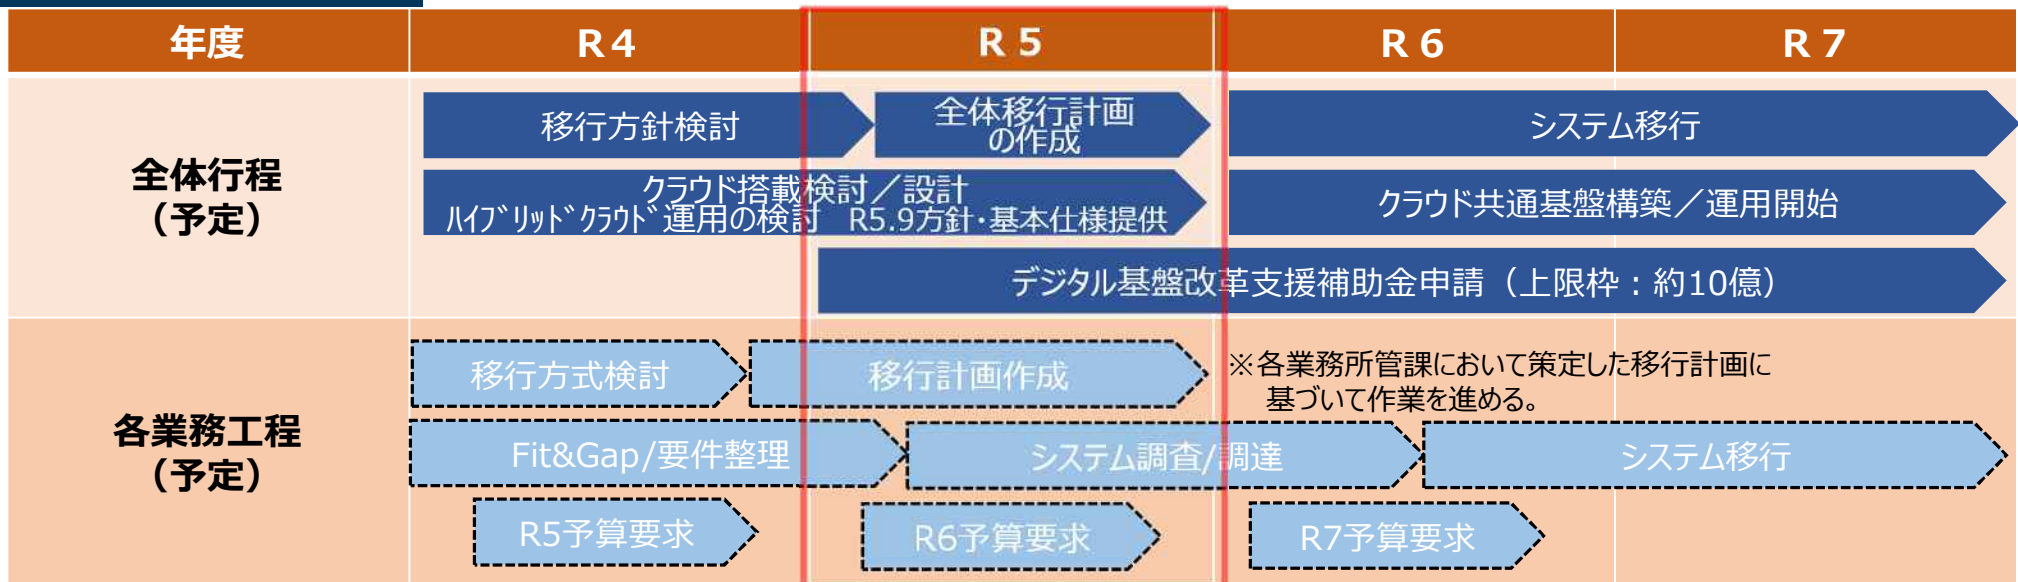 年度 R4 R5 R6 R7
全体行程
（予定）
移行方針検討
全体移行計画
の作成
システム移行
クラウド搭載検討／設計
ﾊｲﾌﾞﾘｯﾄﾞｸﾗｳﾄﾞ運用の検討 R5.9方針・基本仕様提供
クラウド共通基盤構築／運用開始
デジタル基盤改革支援補助金申請（上限枠：約10億）
各業務工程
（予定）
移行方式検討
移行計画作成
※各業務所管課において策定した移行計画に
基づいて作業を進める。
Fit&Gap/要件整理
システム調査/調達
システム移行
R5予算要求
R6予算要求
R7予算要求